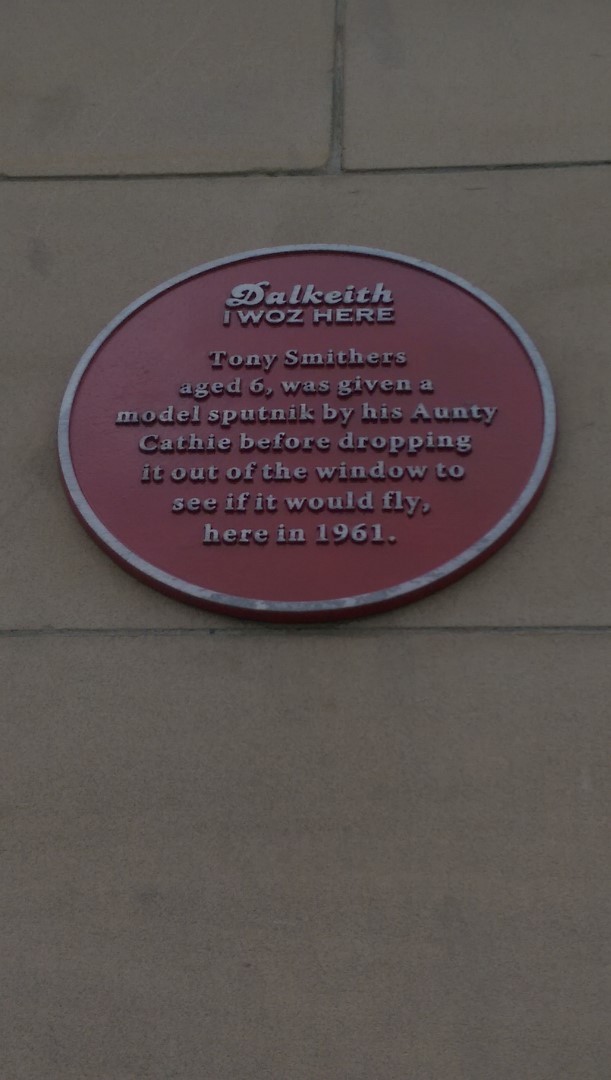 Dalkeith
I WOZ HERE
Tony Smithers
aged 6, was given a
model sputnik by his Aunty
Cathie before dropping
it out of the window to
see if it would fly,
here in 1961.